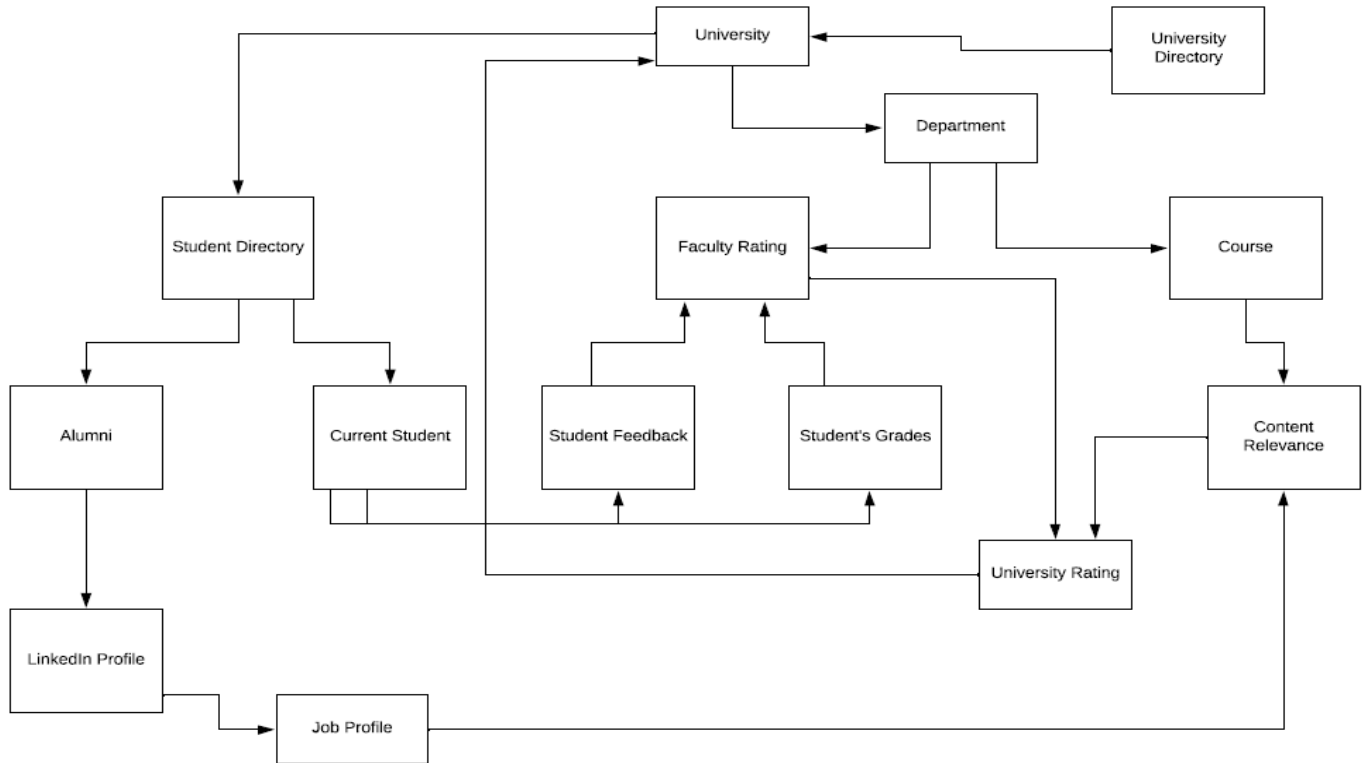 University
University
Directory
Department
Student Directory
Faculty Rating
Course
Alumni
Current Student
Student Feedback
Student's Grades
Content
Relevance
University Rating
LinkedIn Profile
Job Profile